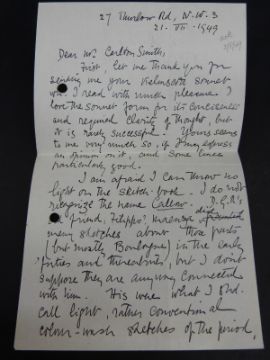 27 Thurlow Rd, N.W.3
21. VII - 1949
Dear Mr Carlton Smith,
First, let me thank you for
sending me your sonnet
wh. I read with much pleasure. I
love the sonnet form for its conciseness
and required clarity of thought, but
it is rarely successful. Yours seems
to me very much so, if I may express
an opinion on it, and some lines
particularly good.
I am afraid I can throw no
light on the sketch book. I do not
recognize the name Callow.
friend, did
many sketches about those parts
(but mostly Boulogne) in the early
fifties and thereabouts, but I don't
suppose they are anyway connected
with him. His were what I shd.
call light, rather conventional
colour-wash sketches of the period,